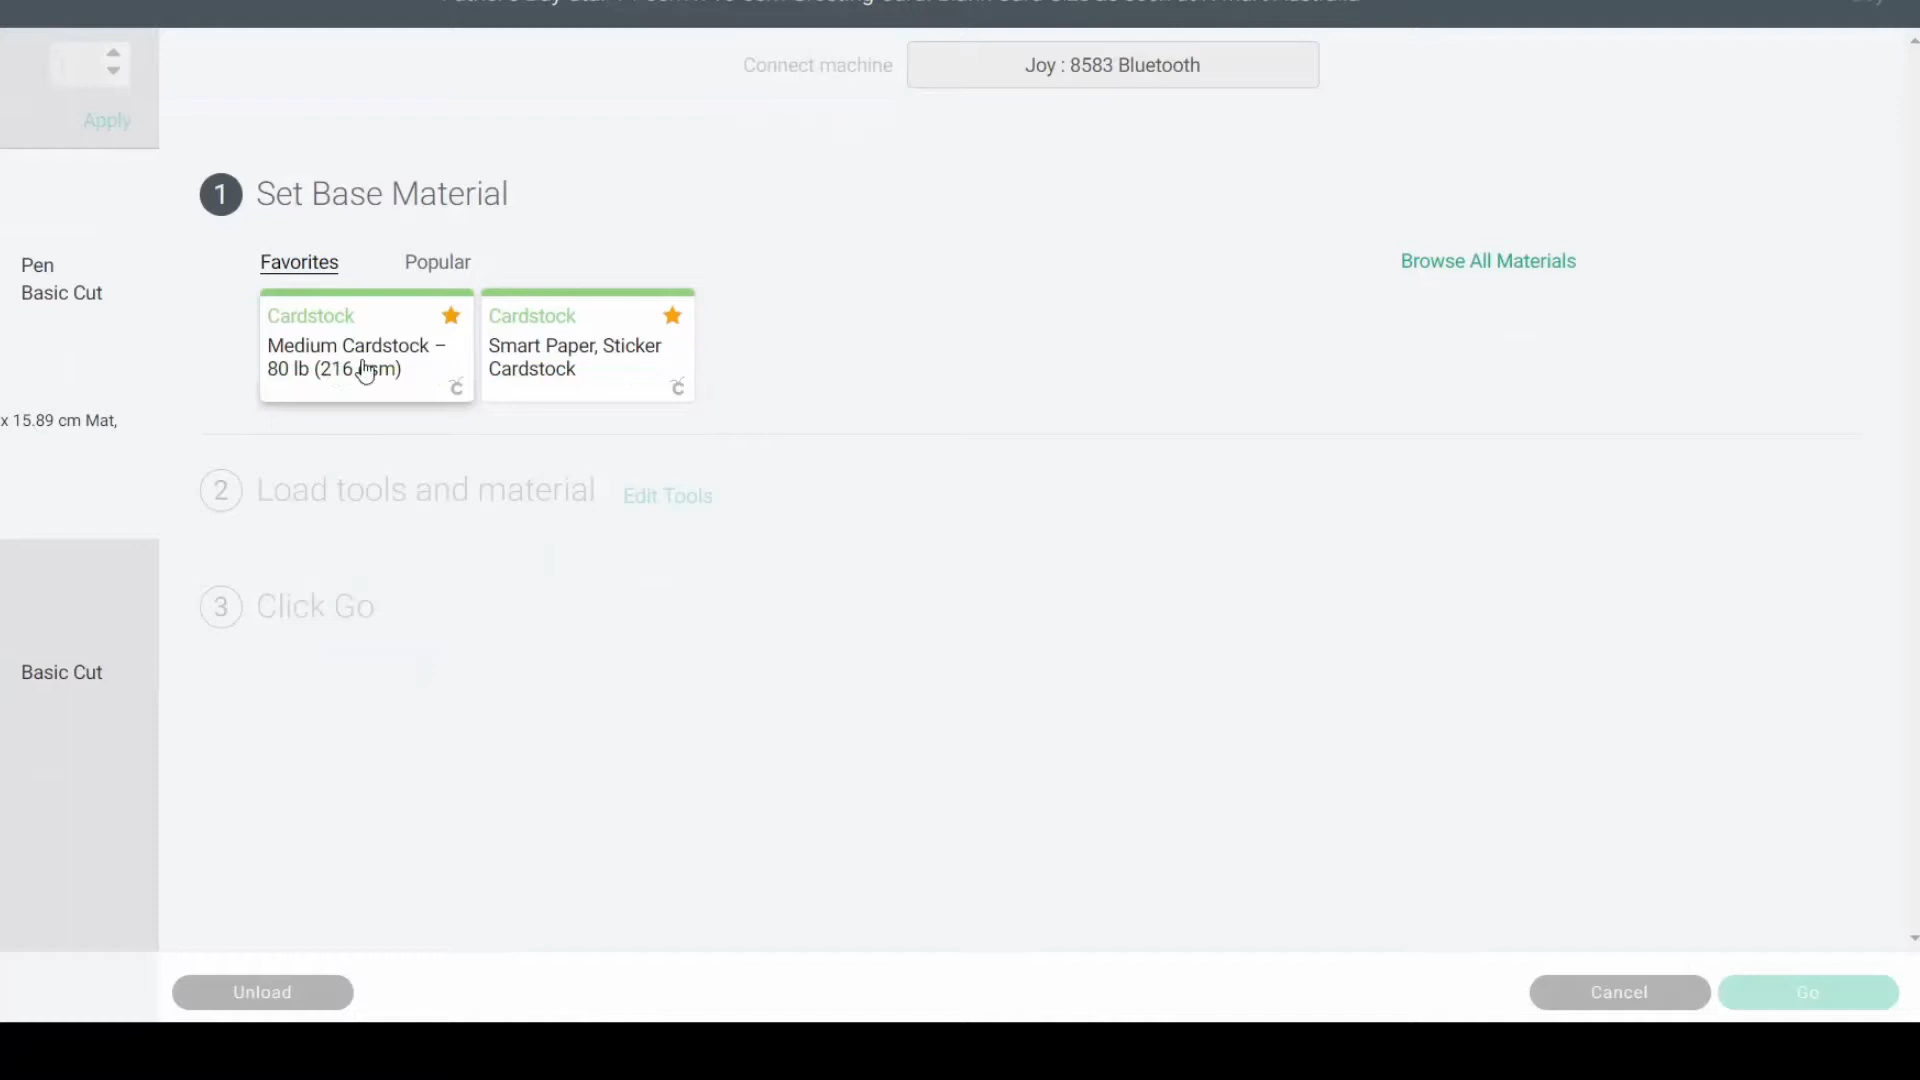 Connect machine
Joy : 8583 Bluetooth
Apply
1 Set Base Material
Pen
Basic Cut
Favorites
Popular
Browse All Materials
Cardstock
Medium Cardstock –
80 lb (216
Cardstock
Smart Paper, Sticker
Cardstock
x 15.89 cm Mat,
2 Load tools and material
Edit Tools
3 Click Go
Basic Cut
Unload
Cancel
Go